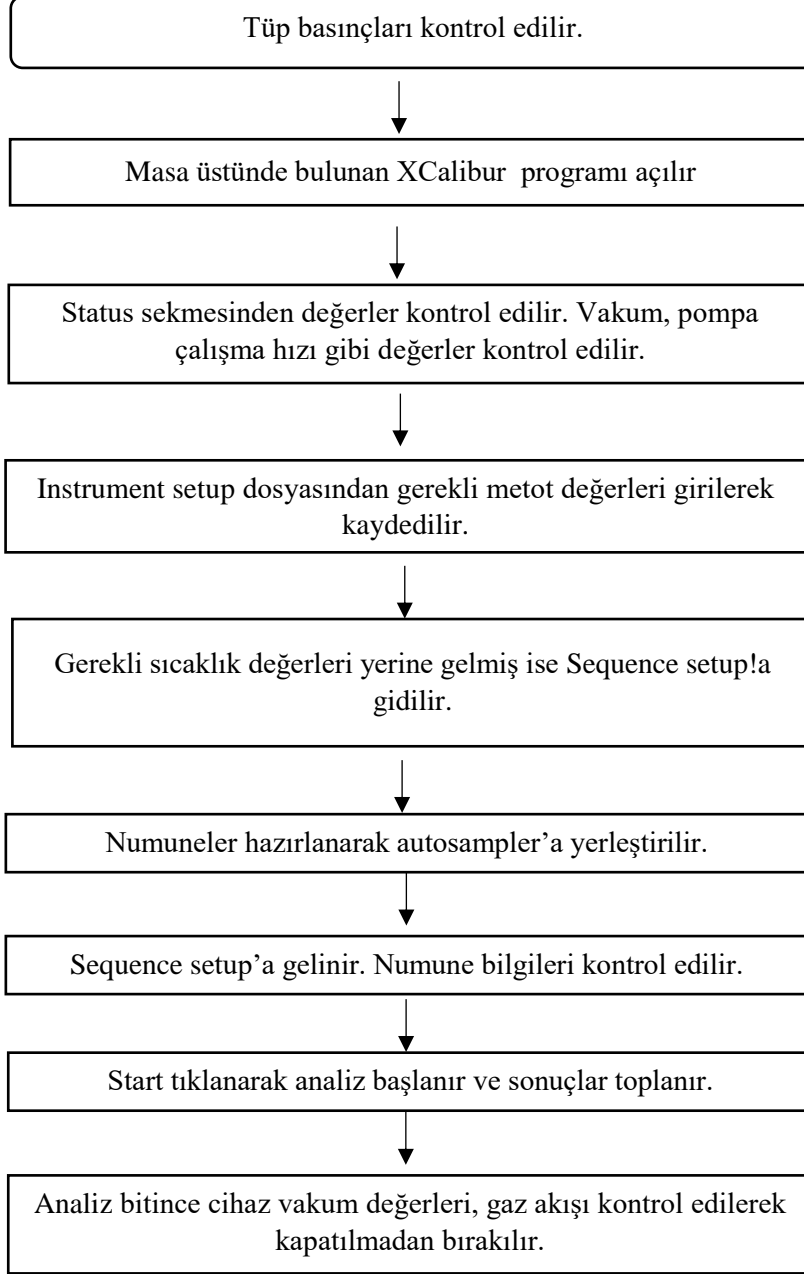 Tüp basınçları kontrol edilir.
Masa üstünde bulunan XCalibur  programı açılır
Status sekmesinden değerler kontrol edilir. Vakum, pompa
çalışma hızı gibi değerler kontrol edilir.
Instrument setup dosyasından gerekli metot değerleri girilerek
kaydedilir.
Gerekli sıcaklık değerleri yerine gelmiş ise Sequence setup!a
gidilir.
Numuneler hazırlanarak autosampler’a yerleştirilir.
Sequence setup’a gelinir. Numune bilgileri kontrol edilir.
Start tıklanarak analiz başlanır ve sonuçlar toplanır.
Analiz bitince cihaz vakum değerleri, gaz akışı kontrol edilerek
kapatılmadan bırakılır.